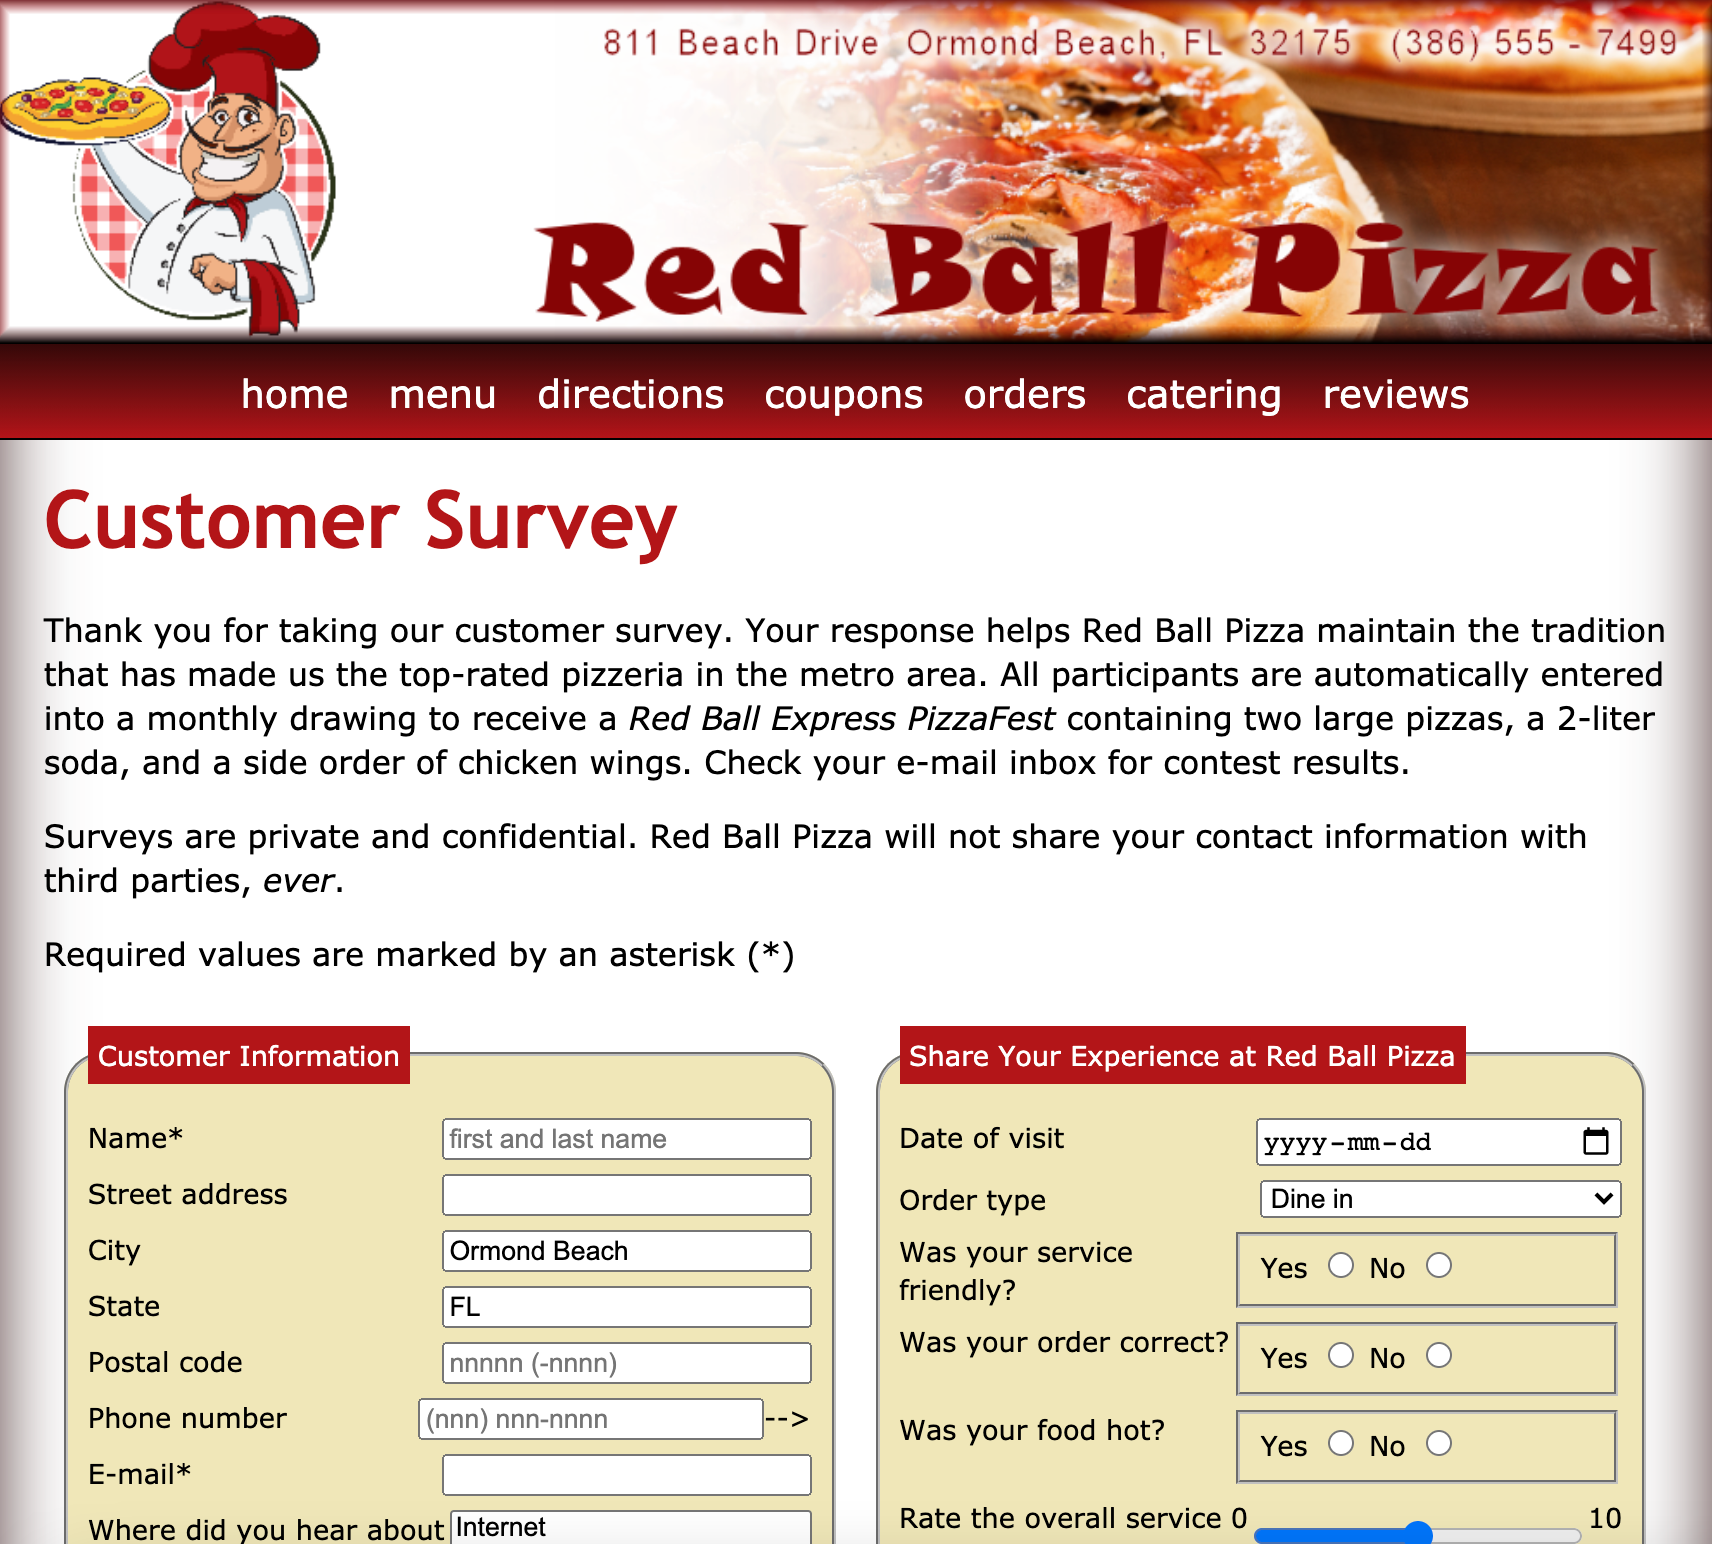 811 Beach Drive  Ormond Beach, FL  32175   (386) 555 - 7499
Red Ball Pizza
home menu directions coupons orders catering reviews
Customer Survey
Thank you for taking our customer survey. Your response helps Red Ball Pizza maintain the tradition
that has made us the top-rated pizzeria in the metro area. All participants are automatically entered
into a monthly drawing to receive a Red Ball Express PizzaFest containing two large pizzas, a 2-liter
soda, and a side order of chicken wings. Check your e-mail inbox for contest results.
Surveys are private and confidential. Red Ball Pizza will not share your contact information with
third parties, ever.
Required values are marked by an asterisk (*)
Customer Information
Name* first and last name
Street address
City Ormond Beach
State FL
Postal code nnnnn (-nnnn)
Phone number (nnn) nnn-nnnn -->
E-mail*
Where did you hear about Internet
Share Your Experience at Red Ball Pizza
Date of visit yyyy-mm-dd
Order type Dine in
Was your service
friendly? Yes No
Was your order correct? Yes No
Was your food hot? Yes No
Rate the overall service 0 10